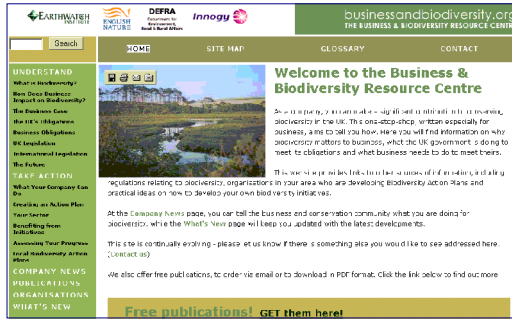 EARTHWATCH
INSTITUTE
ENGLISH
NATURE
DEFRA
Department for
Environment,
Food & Rural Affairs
Innogy
businessandbiodiversity.org
THE BUSINESS & BIODIVERSITY RESOURCE CENTRE
Search
HOME
SITE MAP
GLOSSARY
CONTACT
UNDERSTAND
What is Biodiversity?
How Does Business
Impact on Biodiversity?
The Business Case
The UK's Obligations
Business Obligations
UK Legislation
International Legislation
The Future
TAKE ACTION
What Your Company Can
Do
Creating an Action Plan
Your Sector
Benefiting from
Initiatives
Assessing Your Progress
Local Biodiversity Action
Plans
COMPANY NEWS
PUBLICATIONS
ORGANISATIONS
WHAT'S NEW
Welcome to the Business &
Biodiversity Resource Centre
As a company, you can make a significant contribution to conserving
biodiversity in the UK. This one-stop-shop, written especially for
business, aims to tell you how. Here you will find information on why
biodiversity matters to business, what the UK government is doing to
meet its obligations and what business needs to do to meet theirs.
This website provides links to other sources of information, including
regulations relating to biodiversity, organisations in your area who are developing Biodiversity Action Plans and
practical ideas on how to develop your own biodiversity initiatives.
At the Company News page, you can tell the business and conservation community what you are doing for
biodiversity, while the What's New page will keep you updated with the latest developments.
This site is continually evolving - please let us know if there is something else you would like to see addressed here.
(Contact us)
We also offer free publications, to order via email or to download in PDF format. Click the link below to find out more
Free publications! GET them here!